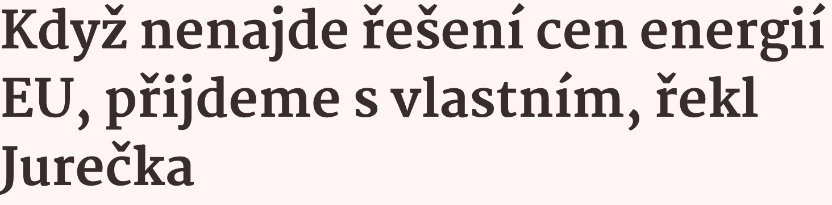 Když nenajde řešení cen energií
EU, přijdeme s vlastním, řekl
Jurečka